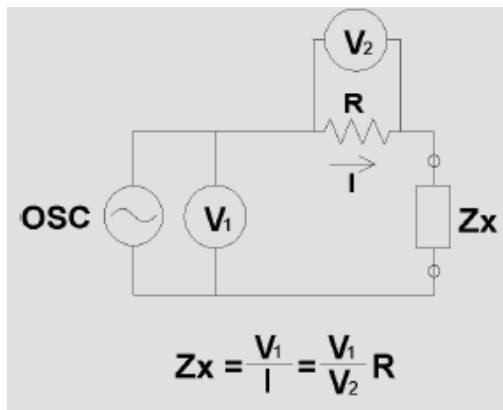 V₂
R
I
OSC
V₁
Zx
Zx = V₁/I = V₁/V₂ R